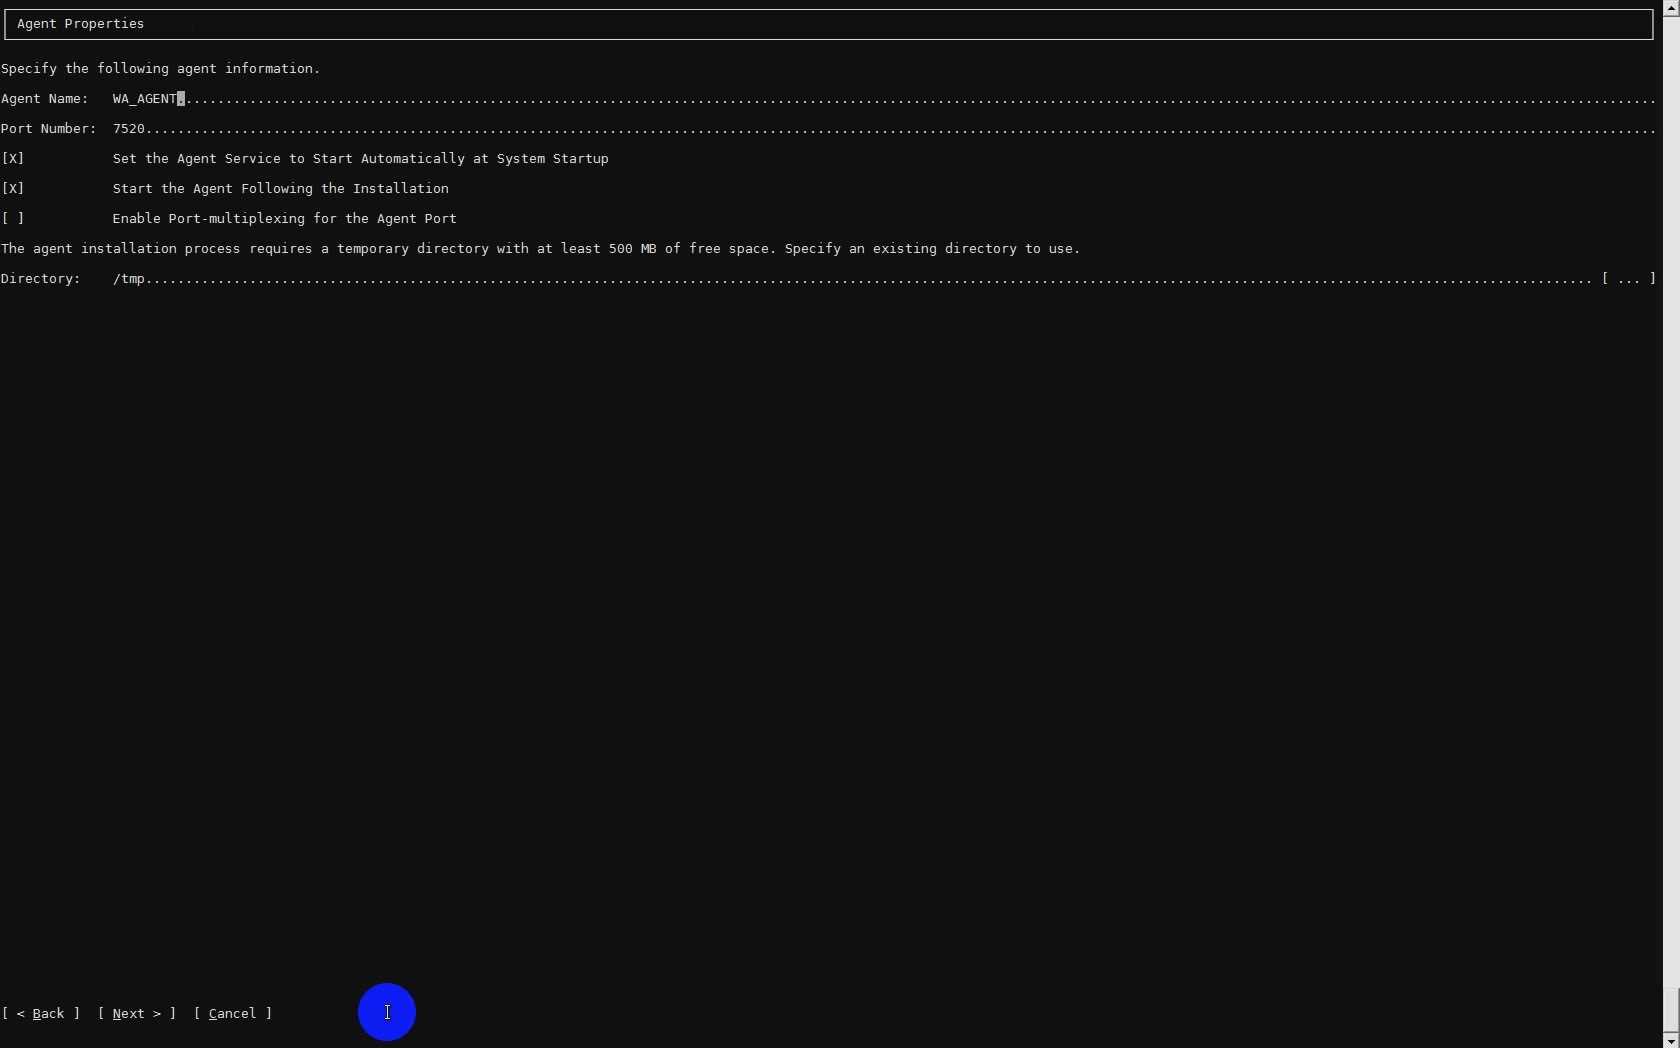 Agent Properties
Specify the following agent information.
Agent Name: WA_AGENT........................................................................................................................................................................................
Port Number: 7520.............................................................................................................................................................................................
[X] Set the Agent Service to Start Automatically at System Startup
[X] Start the Agent Following the Installation
[ ] Enable Port-multiplexing for the Agent Port
The agent installation process requires a temporary directory with at least 500 MB of free space. Specify an existing directory to use.
Directory: /tmp..................................................................................................................................................................................... [ ... ]
[ < Back ] [ Next > ] [ Cancel ]